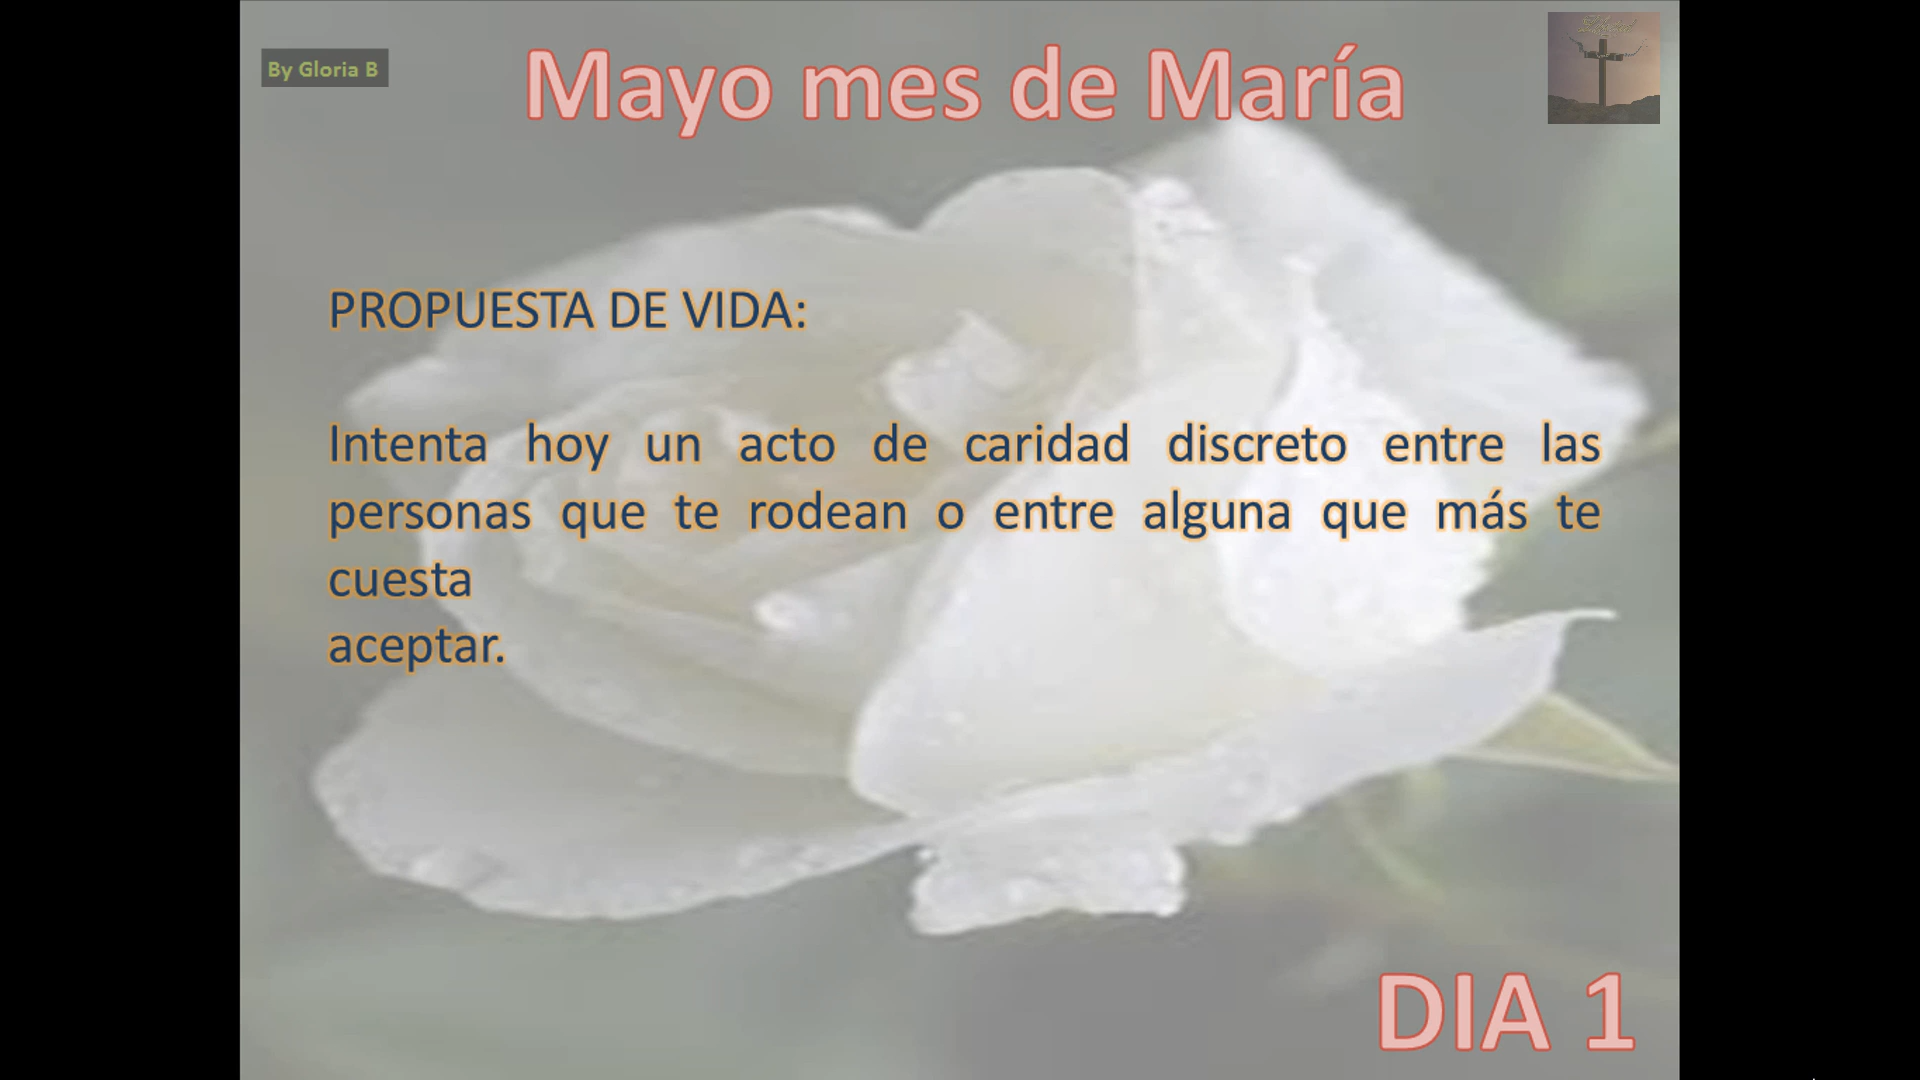 By Gloria B
Mayo mes de María
PROPUESTA DE VIDA:
Intenta hoy un acto de caridad discreto entre las
personas que te rodean o entre alguna que más te
cuesta
aceptar.
DIA 1